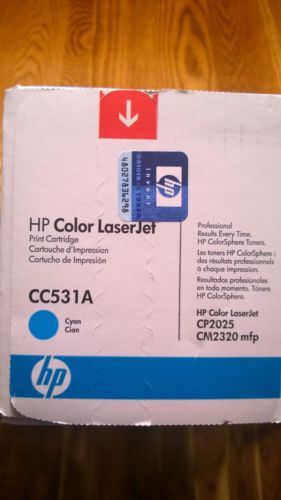 48027636298
invent
hp
HP Color LaserJet
Print Cartridge
Cartouche d'Impression
Cartucho de Impresión
CC531A
Cyan
Cian
Professional
Results Every Time.
HP ColorSphere Toners.
Les toners HP ColorSphere :
des résultats professionnels
à chaque impression.
Resultados profesionales
en todo momento. Tóners
HP ColorSphere.
HP Color LaserJet
CP2025
CM2320 mfp
hp